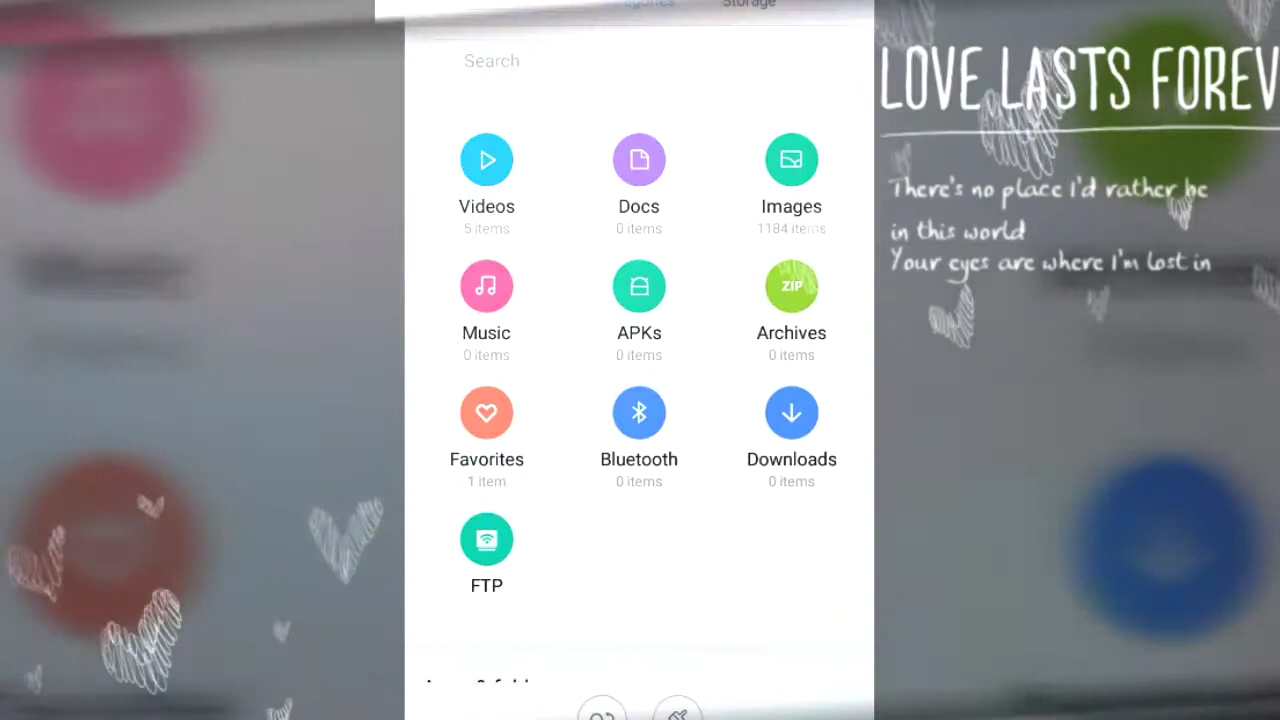 Storage
Search
Videos
5 items
Docs
0 items
Images
1184 items
Music
0 items
APKs
0 items
ZIP
Archives
0 items
Favorites
1 item
Bluetooth
0 items
Downloads
0 items
FTP
LOVE LASTS FOREV
There's no place I'd rather be
in this world
Your eyes are where I'm lost in